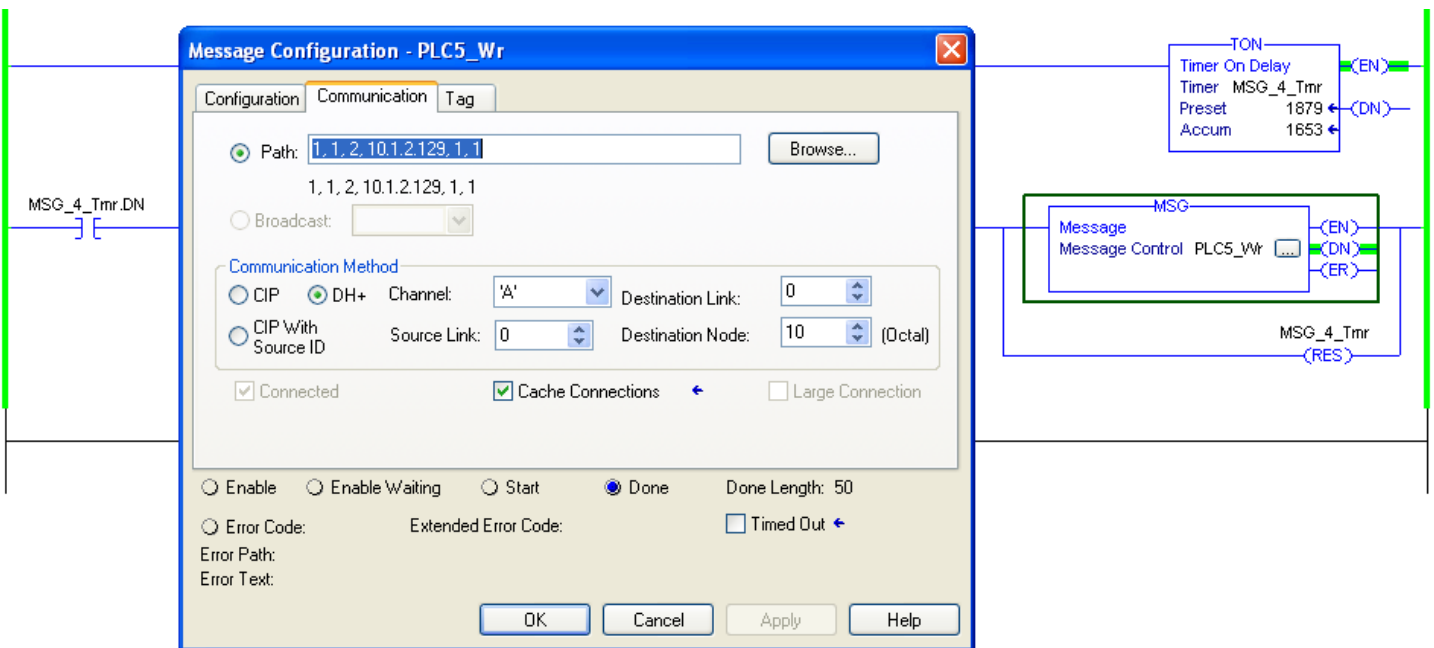 Message Configuration - PLC5_Wr
Configuration Communication Tag
Path: 1, 1, 2, 10.1.2.129, 1, 1 Browse...
1, 1, 2, 10.1.2.129, 1, 1
Broadcast:
Communication Method
CIP DH+ Channel: 'A' Destination Link: 0
CIP With
Source ID
Source Link: 0 Destination Node: 10 (Octal)
Connected Cache Connections Large Connection
Enable Enable Waiting Start Done Done Length: 50
Error Code: Extended Error Code: Timed Out
Error Path:
Error Text:
OK Cancel Apply Help
MSG_4_Tmr.DN
TON
Timer On Delay
Timer MSG_4_Tmr
Preset 1879
Accum 1653
(EN)
(DN)
MSG
Message
Message Control PLC5_Wr ...
(EN)
(DN)
(ER)
MSG_4_Tmr
(RES)